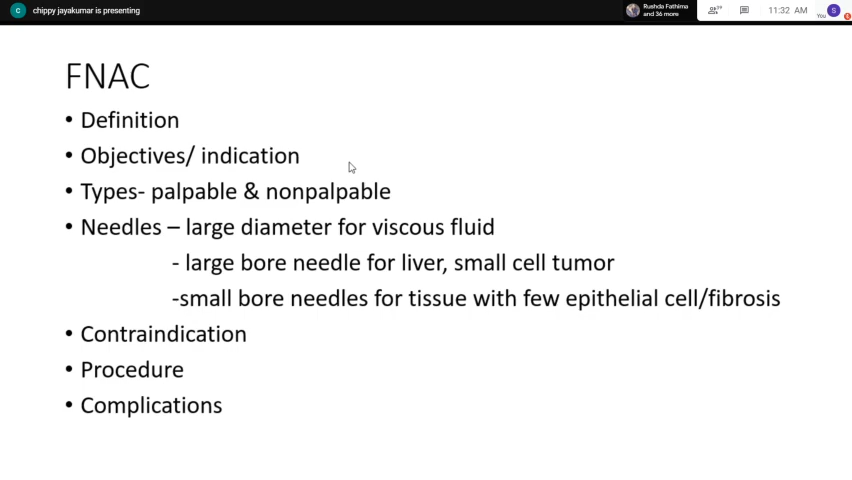 c chippy jayakumar is presenting
Rushda Fathima
and 36 more
39
11:32 AM
You
S
FNAC
• Definition
• Objectives/ indication
• Types- palpable & nonpalpable
• Needles – large diameter for viscous fluid
- large bore needle for liver, small cell tumor
-small bore needles for tissue with few epithelial cell/fibrosis
• Contraindication
• Procedure
• Complications